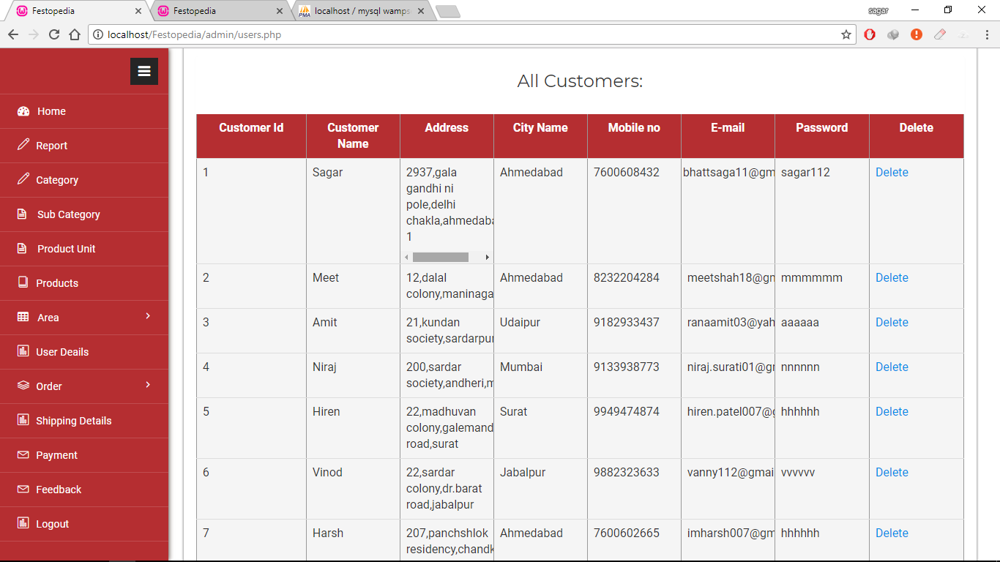 Festopedia
Festopedia
localhost / mysql wamps
sagar
localhost/Festopedia/admin/users.php
Home
Report
Category
Sub Category
Product Unit
Products
Area
User Deails
Order
Shipping Details
Payment
Feedback
Logout
All Customers:
Customer Id Customer Name Address City Name Mobile no E-mail Password Delete
1 Sagar 2937,gala Ahmedabad 7600608432 bhattsaga11@gm sagar112 Delete
gandhi ni
pole,delhi
chakla,ahmedaba
1
2 Meet 12,dalal Ahmedabad 8232204284 meetshah18@gm mmmmmm Delete
colony,maninaga
3 Amit 21,kundan Udaipur 9182933437 ranaamit03@yah aaaaaa Delete
society,sardarpur
4 Niraj 200,sardar Mumbai 9133938773 niraj.surati01@gm nnnnnn Delete
society,andheri,m
5 Hiren 22,madhuvan Surat 9949474874 hiren.patel007@g hhhhhh Delete
colony,galemand
road,surat
6 Vinod 22,sardar Jabalpur 9882323633 vanny112@gmai vvvvvv Delete
colony,dr.barat
road,jabalpur
7 Harsh 207,panchshlok Ahmedabad 7600602665 imharsh007@gm hhhhhh Delete
residency,chandk